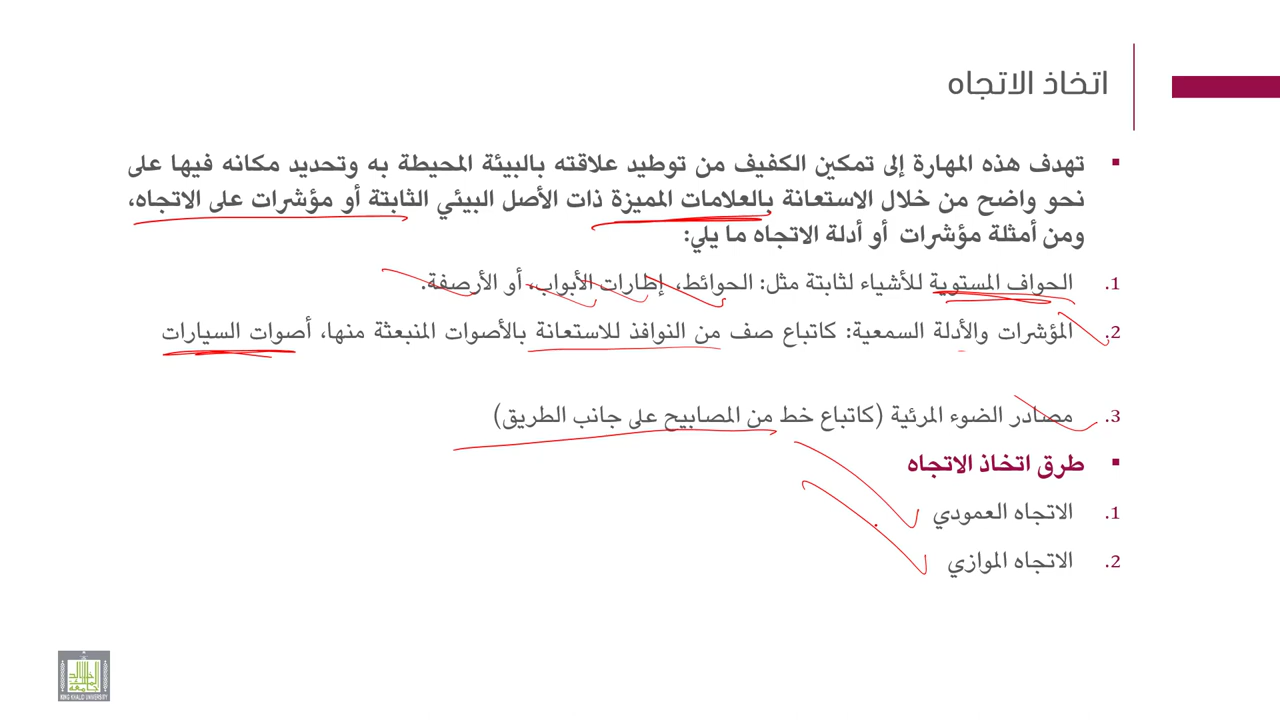 اتخاذ الاتجاه
▪ تهدف هذه المهارة إلى تمكين الكفيف من توطيد علاقته بالبيئة المحيطة به وتحديد مكانه فيها على
نحو واضح من خلال الاستعانة بالعلامات المميزة ذات الأصل البيئي الثابتة أو مؤشرات على الاتجاه،
ومن أمثلة مؤشرات أو أدلة الاتجاه ما يلي:
1. الحواف المستوية للأشياء لثابتة مثل: الحوائط، إطارات الأبواب، أو الأرصفة.
2. المؤشرات والأدلة السمعية: كاتباع صف من النوافذ للاستعانة بالأصوات المنبعثة منها، أصوات السيارات
3. مصادر الضوء المرئية (كاتباع خط من المصابيح على جانب الطريق)
▪ طرق اتخاذ الاتجاه
1. الاتجاه العمودي
2. الاتجاه الموازي
KING KHALID UNIVERSITY